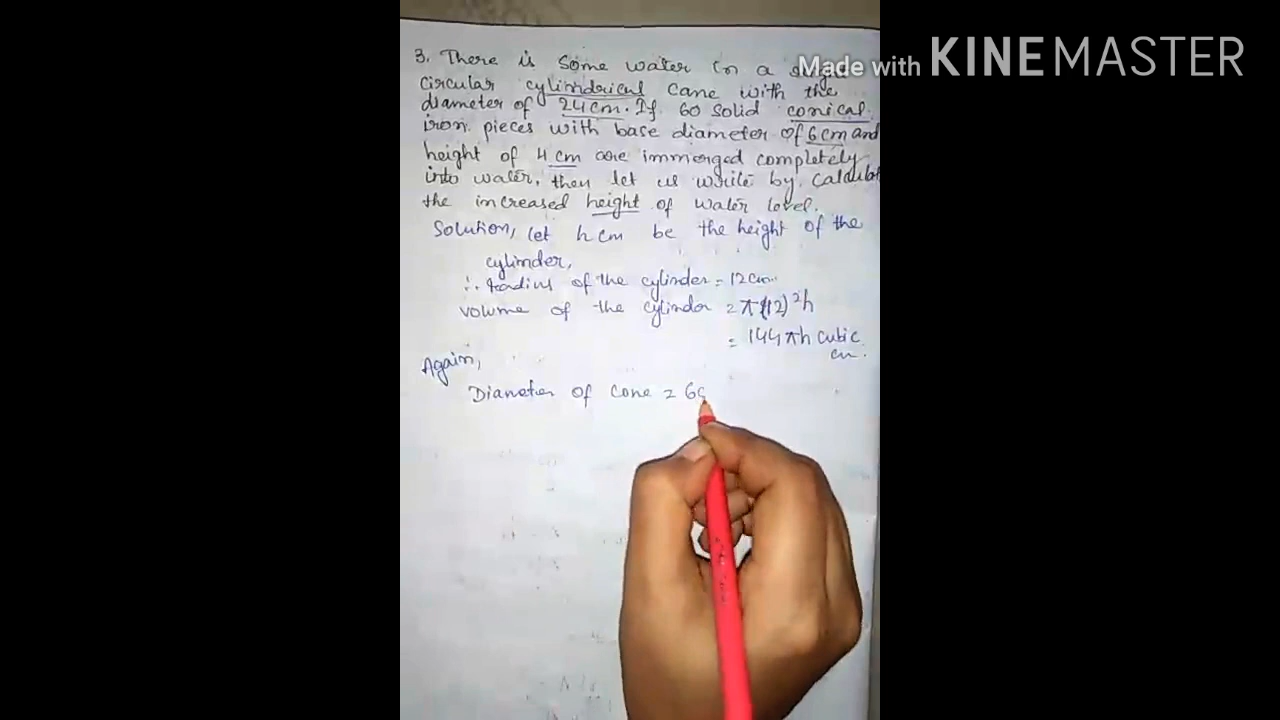 Made with KINEMASTER
3. There is some water in a
circular cylindrical cane with the
diameter of 24cm. If 60 solid conical
iron pieces with base diameter of 6cm and
height of 4 cm are immerged completely
into water, then let us write by
the increased height of water level.
Solution, let h cm be the height of the
cylinder,
∴ radius of the cylinder = 12cm.
volume of the cylinder = π(12)²h
= 144πh cubic
cm.
Again,
Diameter of cone = 6c